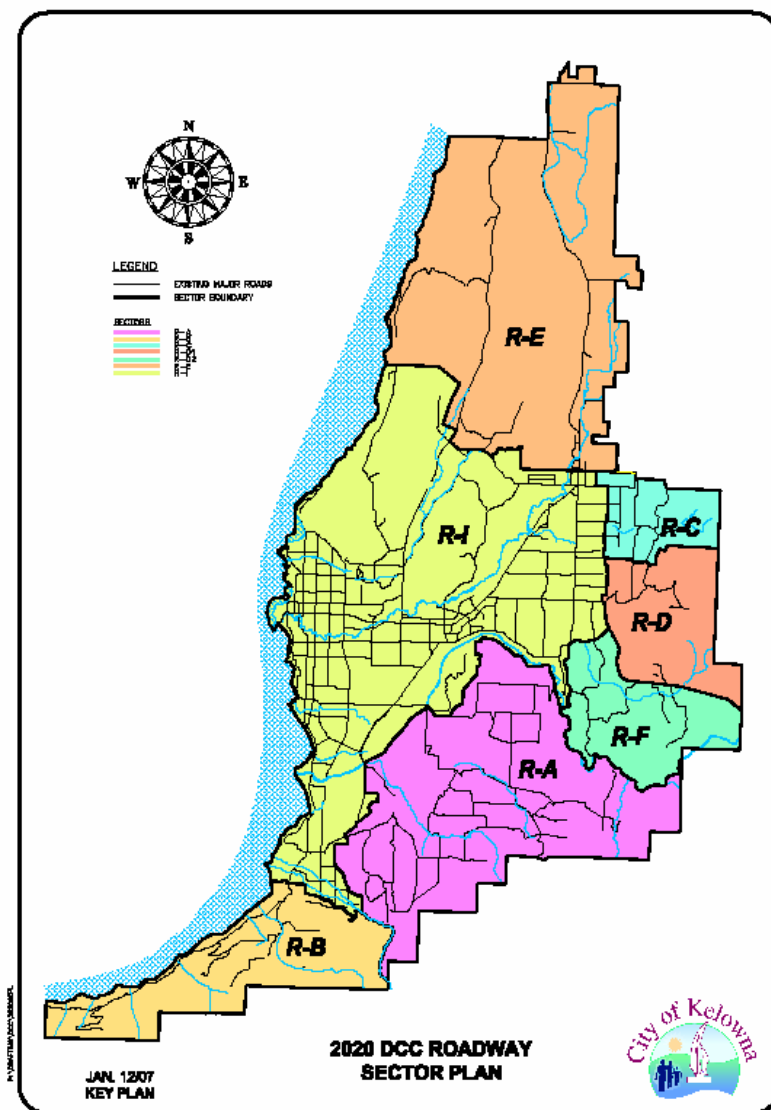 N
W E
S
LEGEND
EXISTING MAJOR ROADS
SECTOR BOUNDARY
SECTORS
R-E
R-I
R-C
R-D
R-F
R-A
R-B
2020 DCC ROADWAY
SECTOR PLAN
JAN. 12/07
KEY PLAN
City of Kelowna